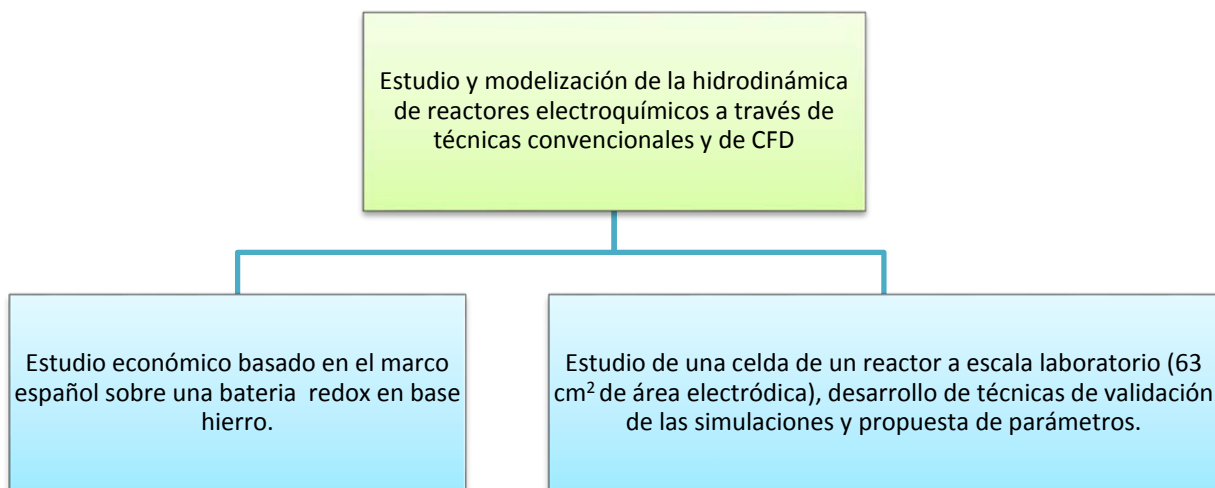 Estudio y modelización de la hidrodinámica
de reactores electroquímicos a través de
técnicas convencionales y de CFD
Estudio económico basado en el marco
español sobre una bateria redox en base
hierro.
Estudio de una celda de un reactor a escala laboratorio (63
cm² de área electródica), desarrollo de técnicas de validación
de las simulaciones y propuesta de parámetros.